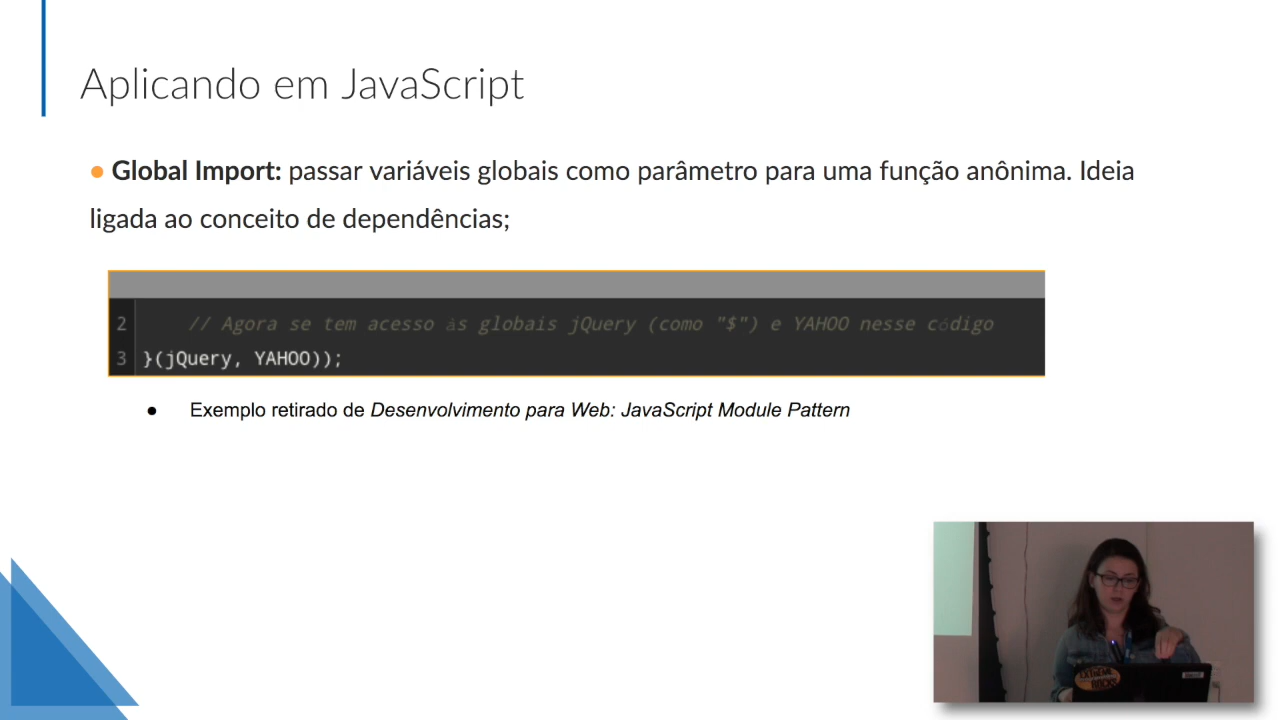 Aplicando em JavaScript
● Global Import: passar variáveis globais como parâmetro para uma função anônima. Ideia
ligada ao conceito de dependências;
2 // Agora se tem acesso às globais jQuery (como "$") e YAHOO nesse código
3 }(jQuery, YAHOO));
● Exemplo retirado de Desenvolvimento para Web: JavaScript Module Pattern
EXTREME
ROCKS